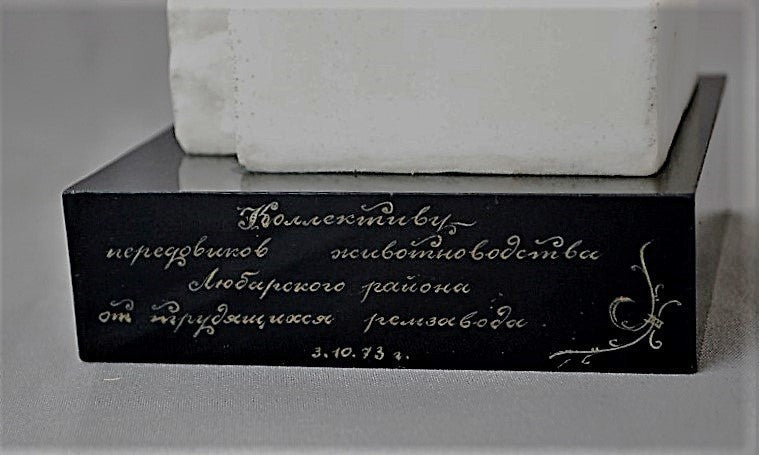 Коллективу
передовиков животноводства
Любарского района
от трудящихся ремзавода
3.10.73 г.